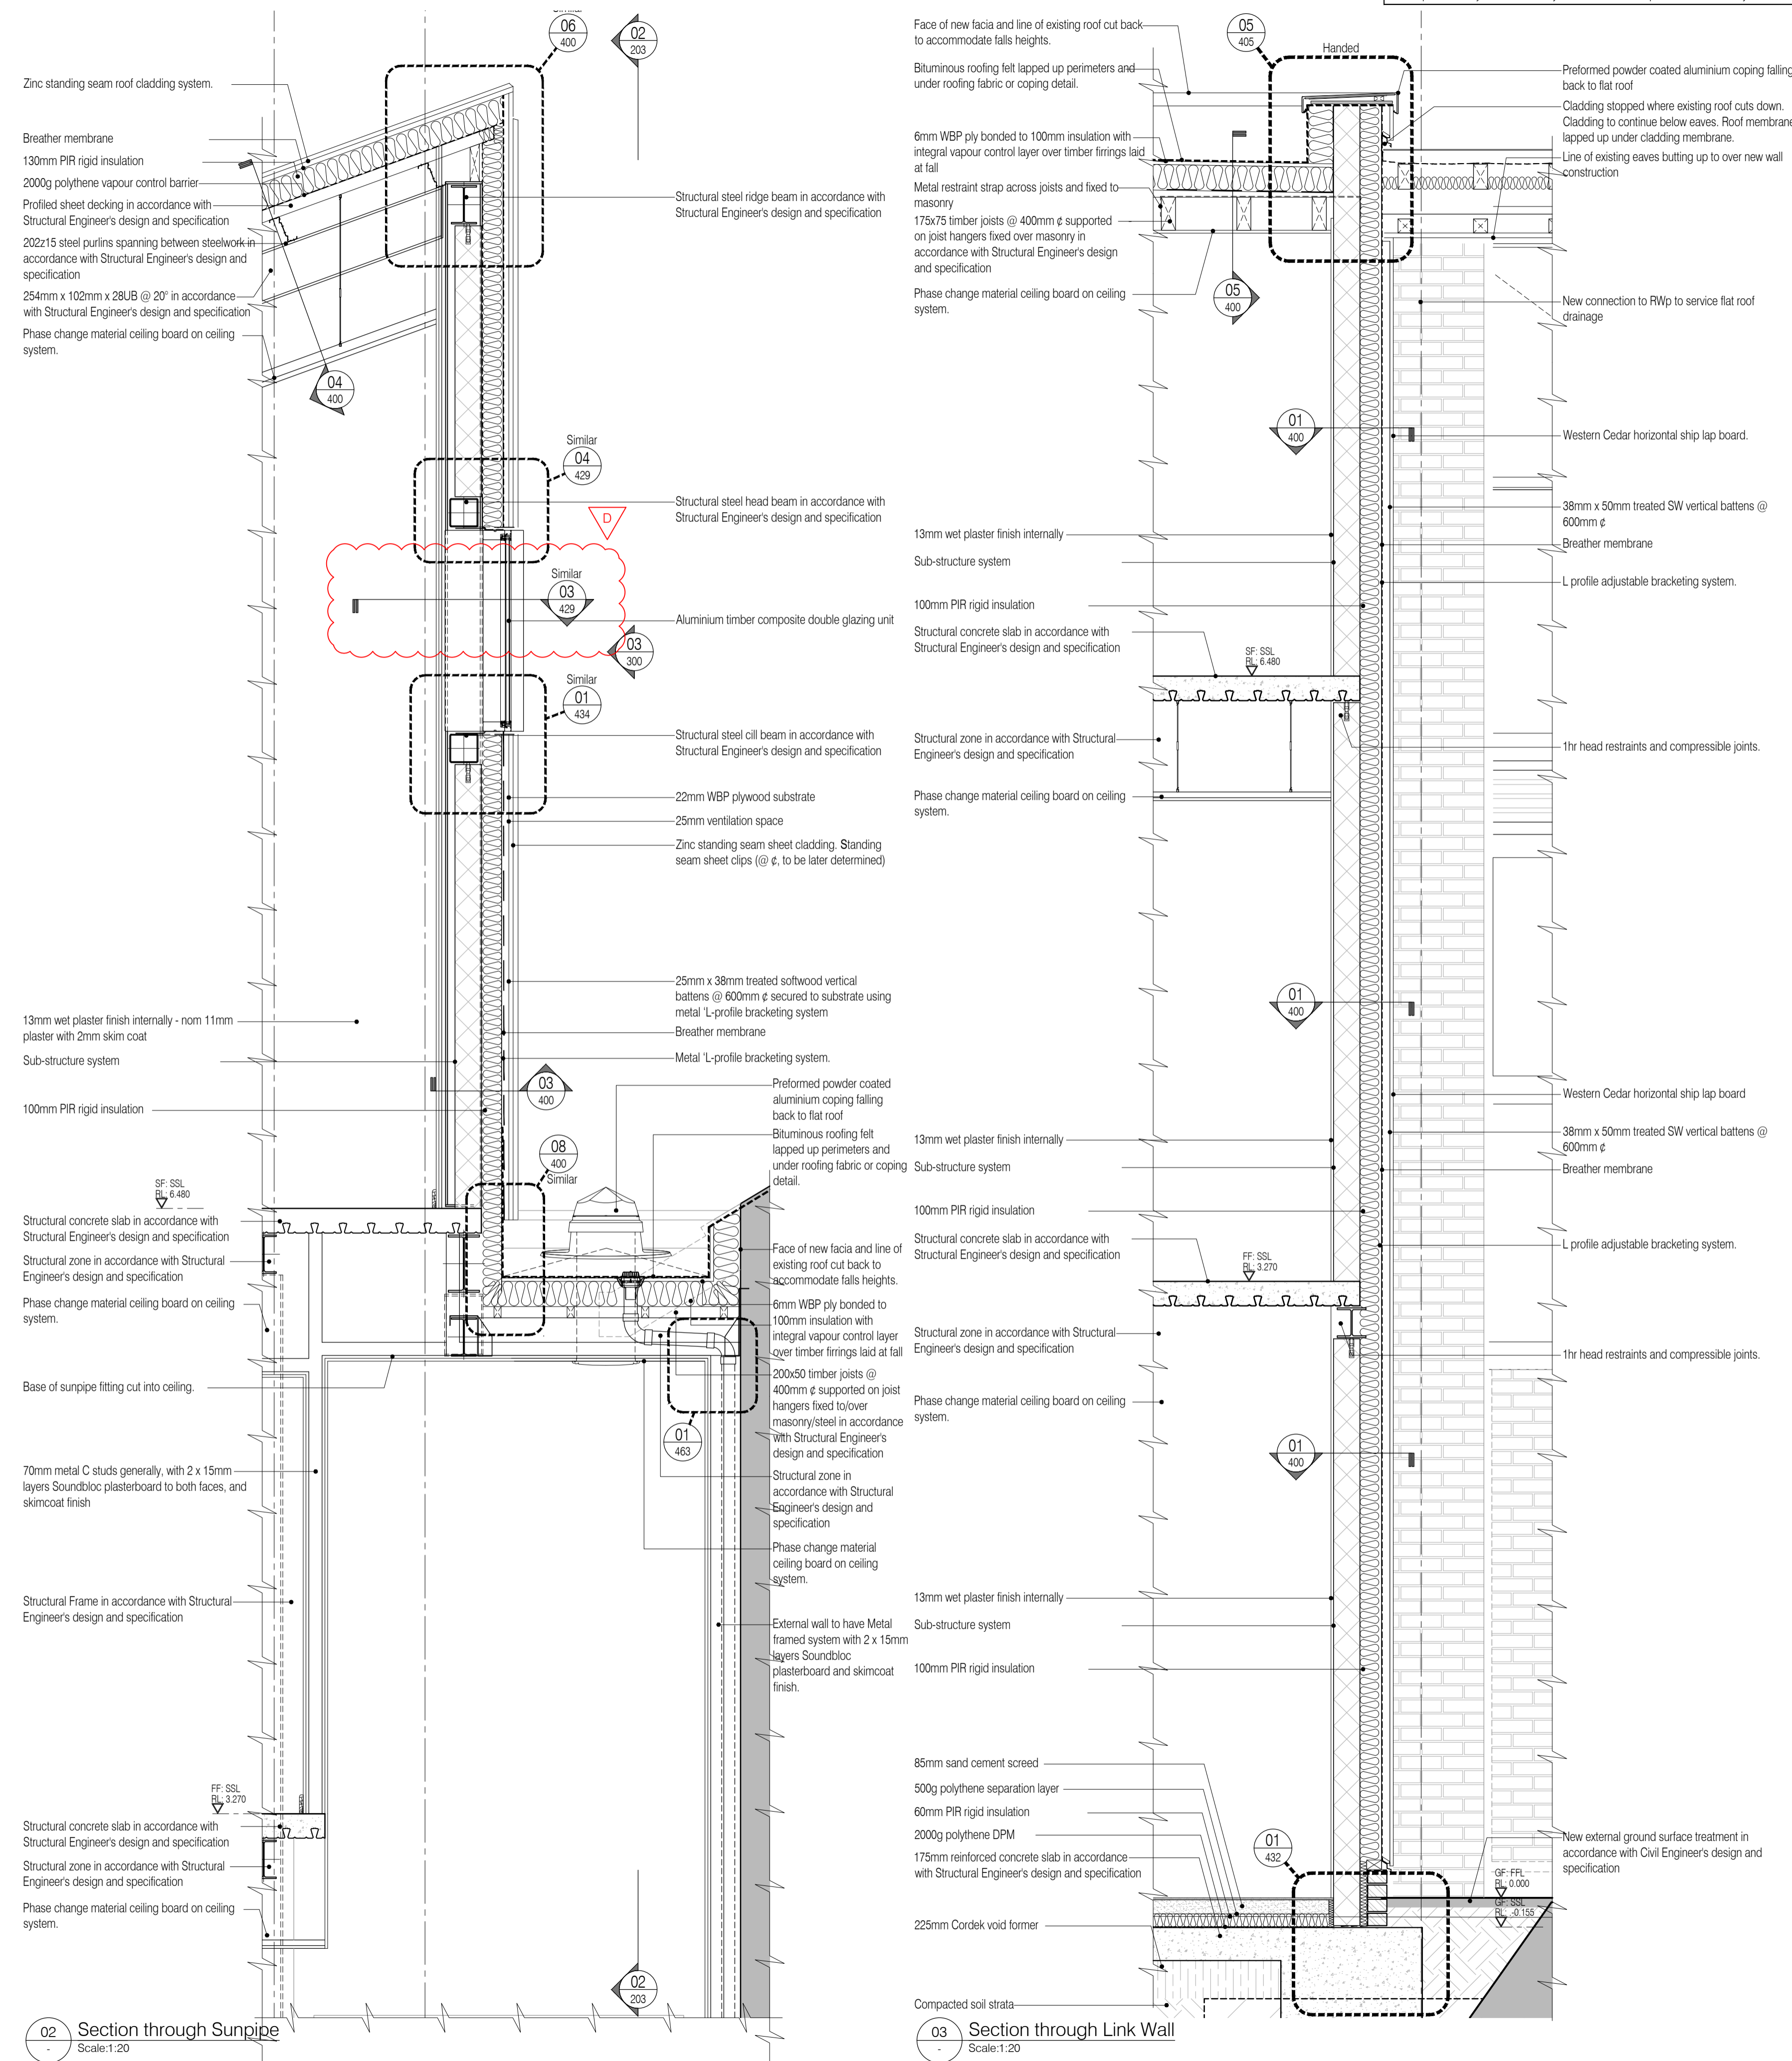 Similar
06
400
02
203
Zinc standing seam roof cladding system.
Breather membrane
130mm PIR rigid insulation
2000g polythene vapour control barrier
Profiled sheet decking in accordance with
Structural Engineer's design and specification
202z15 steel purlins spanning between steelwork in
accordance with Structural Engineer's design and
specification
254mm x 102mm x 28UB @ 20° in accordance
with Structural Engineer's design and specification
Phase change material ceiling board on ceiling
system.
04
400
Structural steel ridge beam in accordance with
Structural Engineer's design and specification
Similar
04
429
Structural steel head beam in accordance with
Structural Engineer's design and specification
D
Similar
03
429
Aluminium timber composite double glazing unit
03
300
Similar
01
434
Structural steel cill beam in accordance with
Structural Engineer's design and specification
22mm WBP plywood substrate
25mm ventilation space
Zinc standing seam sheet cladding. Standing
seam sheet clips (@ ¢, to be later determined)
25mm x 38mm treated softwood vertical
battens @ 600mm ¢ secured to substrate using
metal 'L-profile bracketing system
Breather membrane
Metal 'L-profile bracketing system.
13mm wet plaster finish internally - nom 11mm
plaster with 2mm skim coat
Sub-structure system
100mm PIR rigid insulation
03
400
08
400
Similar
Preformed powder coated
aluminium coping falling
back to flat roof
Bituminous roofing felt
lapped up perimeters and
under roofing fabric or coping
detail.
SF: SSL
RL: 6.480
Structural concrete slab in accordance with
Structural Engineer's design and specification
Structural zone in accordance with Structural
Engineer's design and specification
Phase change material ceiling board on ceiling
system.
Base of sunpipe fitting cut into ceiling.
Face of new facia and line of
existing roof cut back to
accommodate falls heights.
6mm WBP ply bonded to
100mm insulation with
integral vapour control layer
over timber firrings laid at fall
200x50 timber joists @
400mm ¢ supported on joist
hangers fixed to/over
masonry/steel in accordance
with Structural Engineer's
design and specification
01
463
Structural zone in
accordance with Structural
Engineer's design and
specification
Phase change material
ceiling board on ceiling
system.
70mm metal C studs generally, with 2 x 15mm
layers Soundbloc plasterboard to both faces, and
skimcoat finish
Structural Frame in accordance with Structural
Engineer's design and specification
External wall to have Metal
framed system with 2 x 15mm
layers Soundbloc
plasterboard and skimcoat
finish.
FF: SSL
RL: 3.270
Structural concrete slab in accordance with
Structural Engineer's design and specification
Structural zone in accordance with Structural
Engineer's design and specification
Phase change material ceiling board on ceiling
system.
02
203
02
-
Section through Sunpipe
Scale:1:20
Face of new facia and line of existing roof cut back
to accommodate falls heights.
Bituminous roofing felt lapped up perimeters and
under roofing fabric or coping detail.
6mm WBP ply bonded to 100mm insulation with
integral vapour control layer over timber firrings laid
at fall
Metal restraint strap across joists and fixed to
masonry
175x75 timber joists @ 400mm ¢ supported
on joist hangers fixed over masonry in
accordance with Structural Engineer's design
and specification
Phase change material ceiling board on ceiling
system.
05
405
Handed
05
400
Preformed powder coated aluminium coping falling
back to flat roof
Cladding stopped where existing roof cuts down.
Cladding to continue below eaves. Roof membrane
lapped up under cladding membrane.
Line of existing eaves butting up to over new wall
construction
New connection to RWp to service flat roof
drainage
01
400
Western Cedar horizontal ship lap board.
38mm x 50mm treated SW vertical battens @
600mm ¢
Breather membrane
L profile adjustable bracketing system.
13mm wet plaster finish internally
Sub-structure system
100mm PIR rigid insulation
Structural concrete slab in accordance with
Structural Engineer's design and specification
SF: SSL
RL: 6.480
Structural zone in accordance with Structural
Engineer's design and specification
Phase change material ceiling board on ceiling
system.
1hr head restraints and compressible joints.
01
400
Western Cedar horizontal ship lap board
38mm x 50mm treated SW vertical battens @
600mm ¢
Breather membrane
L profile adjustable bracketing system.
13mm wet plaster finish internally
Sub-structure system
100mm PIR rigid insulation
Structural concrete slab in accordance with
Structural Engineer's design and specification
FF: SSL
RL: 3.270
Structural zone in accordance with Structural
Engineer's design and specification
Phase change material ceiling board on ceiling
system.
1hr head restraints and compressible joints.
01
400
13mm wet plaster finish internally
Sub-structure system
100mm PIR rigid insulation
85mm sand cement screed
500g polythene separation layer
60mm PIR rigid insulation
2000g polythene DPM
175mm reinforced concrete slab in accordance
with Structural Engineer's design and specification
225mm Cordek void former
Compacted soil strata
01
432
New external ground surface treatment in
accordance with Civil Engineer's design and
specification
GF: FFL
RL: 0.000
GF: SSL
RL: -0.155
03
-
Section through Link Wall
Scale:1:20